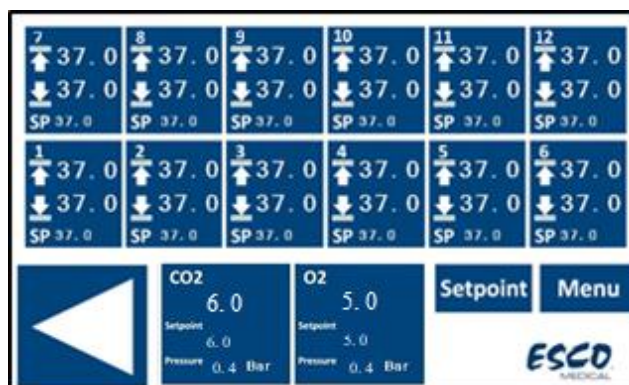 7 8 9 10 11 12
37.0 37.0 37.0 37.0 37.0 37.0
37.0 37.0 37.0 37.0 37.0 37.0
SP 37.0 SP 37.0 SP 37.0 SP 37.0 SP 37.0 SP 37.0
1 2 3 4 5 6
37.0 37.0 37.0 37.0 37.0 37.0
37.0 37.0 37.0 37.0 37.0 37.0
SP 37.0 SP 37.0 SP 37.0 SP 37.0 SP 37.0 SP 37.0
CO2
6.0
Setpoint
6.0
Pressure 0.4 Bar
O2
5.0
Setpoint
5.0
Pressure 0.4 Bar
Setpoint Menu
ESCO
MEDICAL